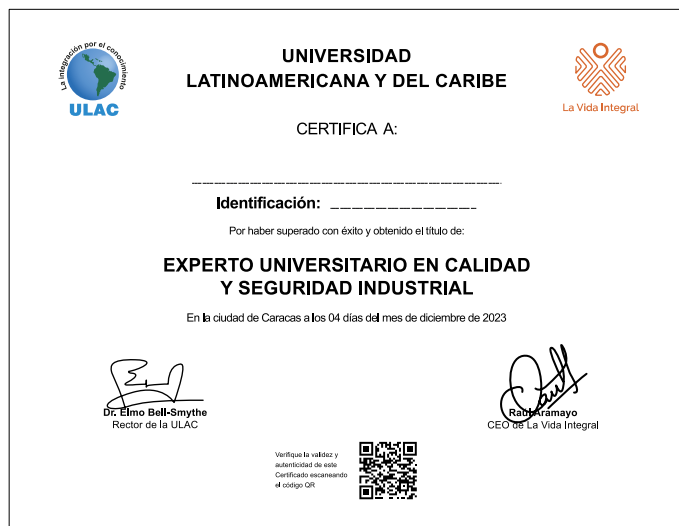 La integración por el conocimiento
ULAC
UNIVERSIDAD
LATINOAMERICANA Y DEL CARIBE
La Vida Integral
CERTIFICA A:
Identificación:
Por haber superado con éxito y obtenido el título de:
EXPERTO UNIVERSITARIO EN CALIDAD
Y SEGURIDAD INDUSTRIAL
En la ciudad de Caracas a los 04 días del mes de diciembre de 2023
Dr. Elmo Bell-Smythe
Rector de la ULAC
Raúl Aramayo
CEO de La Vida Integral
Verifique la validez y
autenticidad de este
Certificado escaneando
el código QR